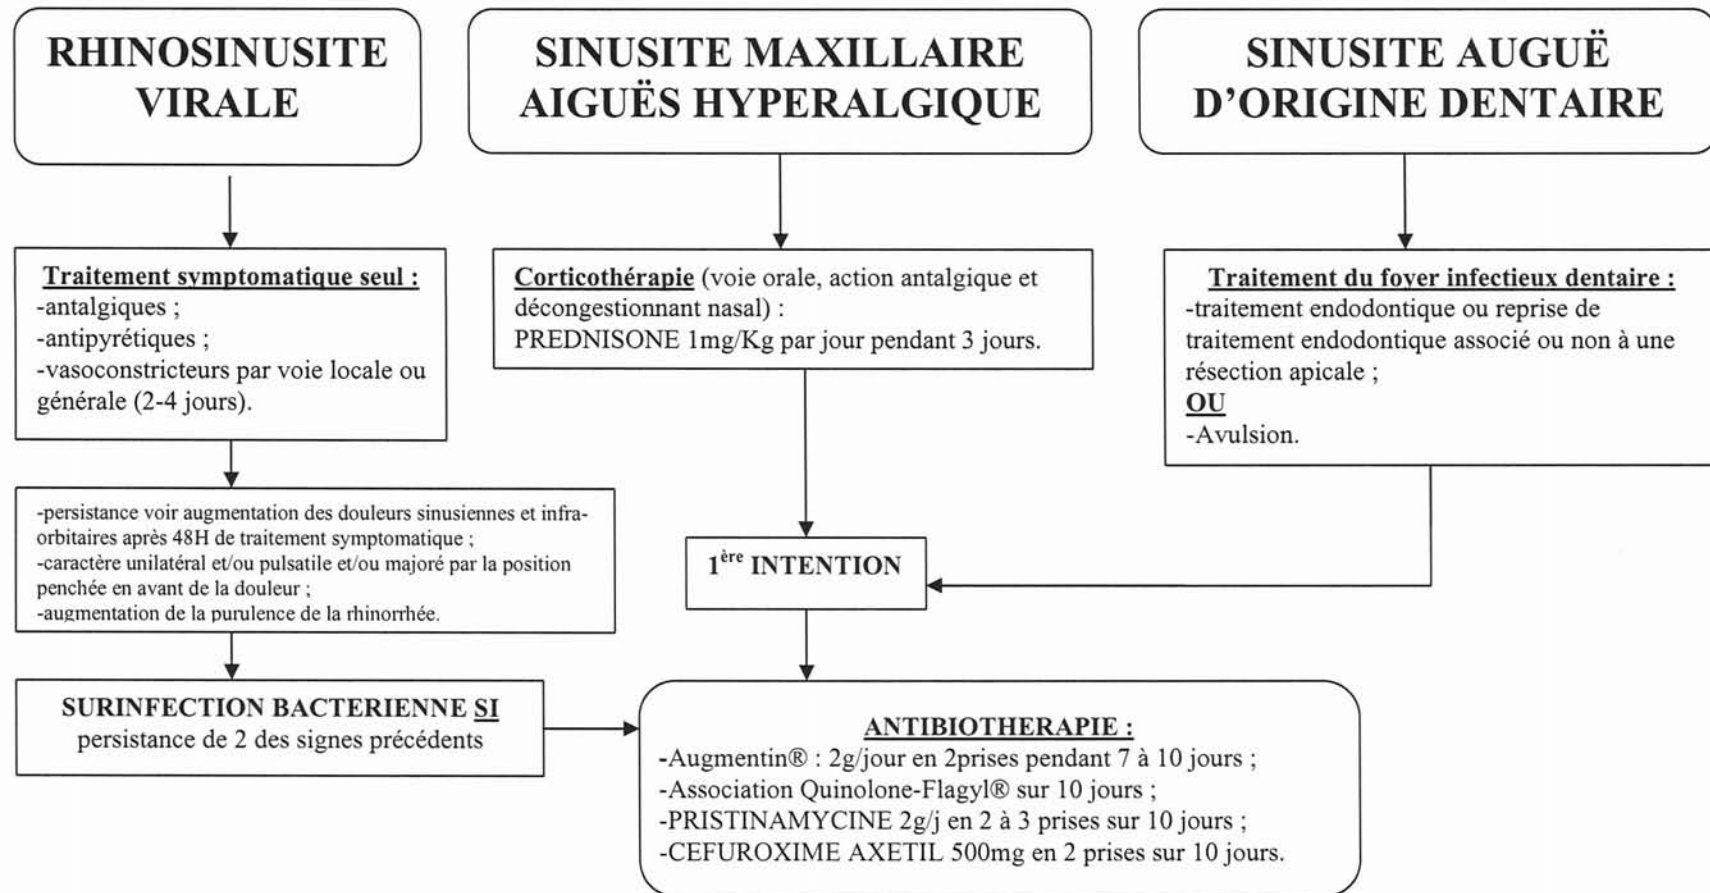 RHINOSINUSITE
VIRALE
SINUSITE MAXILLAIRE
AIGUËS HYPERALGIQUE
SINUSITE AUGUË
D'ORIGINE DENTAIRE
Traitement symptomatique seul :
-antalgiques ;
-antipyrétiques ;
-vasoconstricteurs par voie locale ou
générale (2-4 jours).
Corticothérapie (voie orale, action antalgique et
décongestionnant nasal) :
PREDNISONE 1mg/Kg par jour pendant 3 jours.
Traitement du foyer infectieux dentaire :
-traitement endodontique ou reprise de
traitement endodontique associé ou non à une
résection apicale ;
OU
-Avulsion.
-persistance voir augmentation des douleurs sinusiennes et infra-
orbitaires après 48H de traitement symptomatique ;
-caractère unilatéral et/ou pulsatile et/ou majoré par la position
penchée en avant de la douleur ;
-augmentation de la purulence de la rhinorrhée.
1ère INTENTION
SURINFECTION BACTERIENNE SI
persistance de 2 des signes précédents
ANTIBIOTHERAPIE :
-Augmentin® : 2g/jour en 2prises pendant 7 à 10 jours ;
-Association Quinolone-Flagyl® sur 10 jours ;
-PRISTINAMYCINE 2g/j en 2 à 3 prises sur 10 jours ;
-CEFUROXIME AXETIL 500mg en 2 prises sur 10 jours.